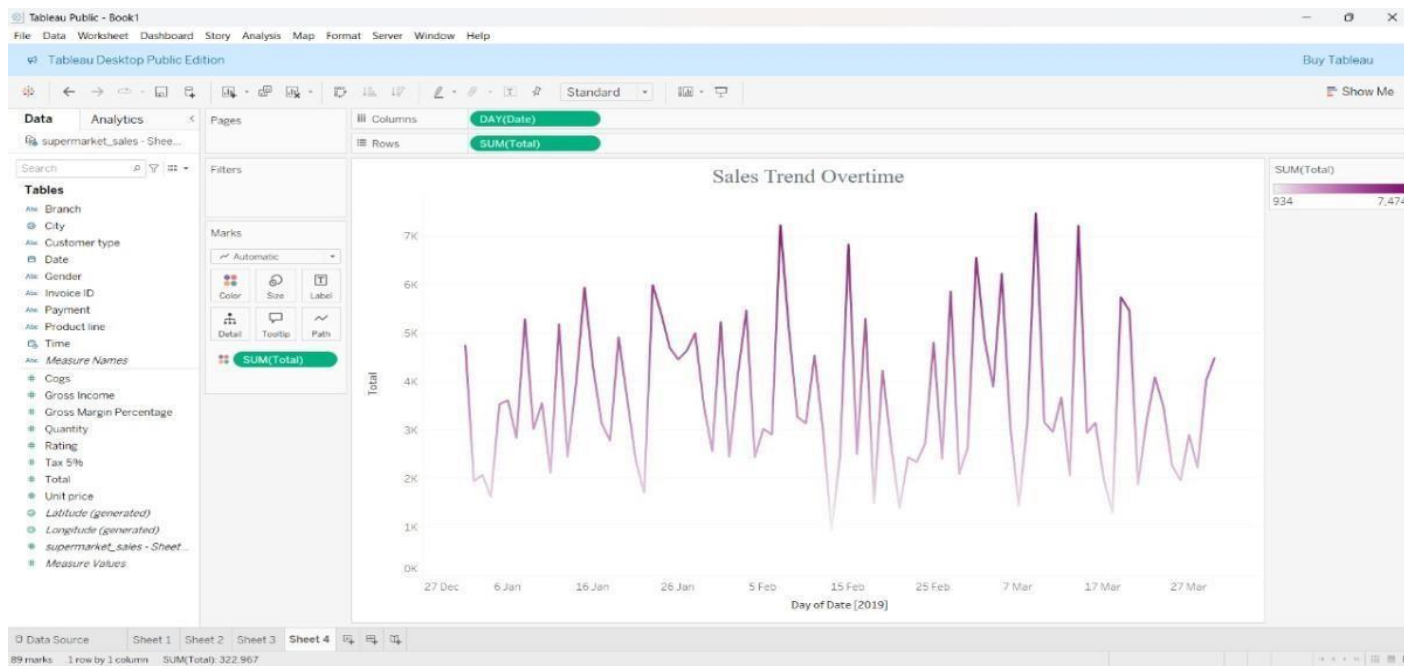 Tableau Public - Book1
File Data Worksheet Dashboard Story Analysis Map Format Server Window Help
Tableau Desktop Public Edition
Buy Tableau
Standard
Show Me
Data Analytics
supermarket_sales - Shee...
Search
Tables
Abc Branch
City
Abc Customer type
Date
Abc Gender
Abc Invoice ID
Abc Payment
Abc Product line
Time
Abc Measure Names
# Cogs
# Gross Income
# Gross Margin Percentage
# Quantity
# Rating
# Tax 5%
# Total
# Unit price
Latitude (generated)
Longitude (generated)
# supermarket_sales - Sheet...
# Measure Values
Pages
Filters
Marks
Automatic
Color Size Label
Detail Tooltip Path
SUM(Total)
Columns DAY(Date)
Rows SUM(Total)
Sales Trend Overtime
Total
7K
6K
5K
4K
3K
2K
1K
0K
27 Dec 6 Jan 16 Jan 26 Jan 5 Feb 15 Feb 25 Feb 7 Mar 17 Mar 27 Mar
Day of Date [2019]
SUM(Total)
934 7,474
Data Source Sheet 1 Sheet 2 Sheet 3 Sheet 4
89 marks 1 row by 1 column SUM(Total): 322,967